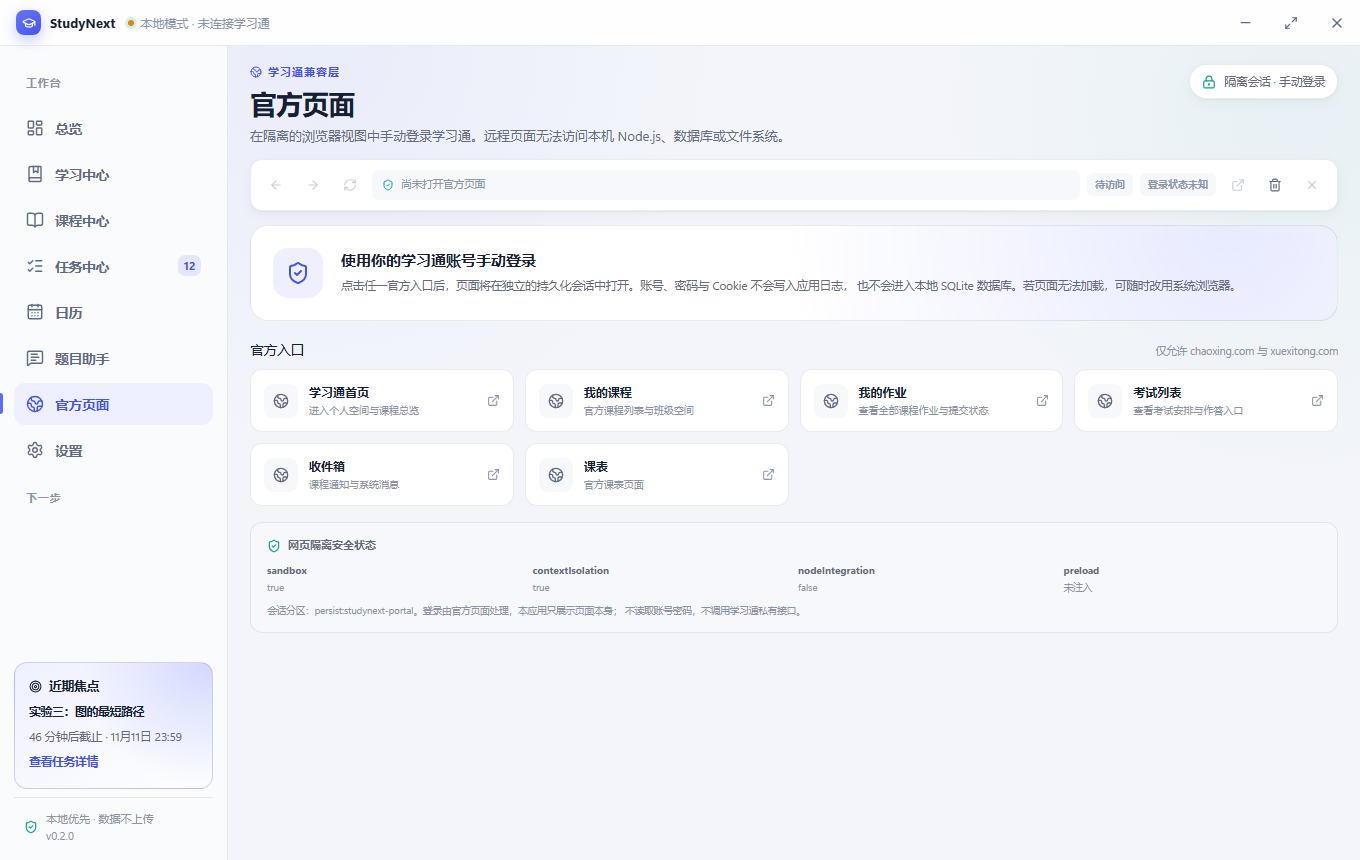 StudyNext 本地模式 · 未连接学习通
工作台
总览
学习中心
课程中心
任务中心 12
日历
题目助手
官方页面
设置
下一步
近期焦点
实验三：图的最短路径
46 分钟后截止 · 11月11日 23:59
查看任务详情
本地优先 · 数据不上传
v0.2.0
学习通兼容层
官方页面
在隔离的浏览器视图中手动登录学习通。远程页面无法访问本机 Node.js、数据库或文件系统。
隔离会话 · 手动登录
尚未打开官方页面 待访问 登录状态未知
使用你的学习通账号手动登录
点击任一官方入口后，页面将在独立的持久化会话中打开。账号、密码与 Cookie 不会写入应用日志， 也不会进入本地 SQLite 数据库。若页面无法加载，可随时改用系统浏览器。
官方入口 仅允许 chaoxing.com 与 xuexitong.com
学习通首页
进入个人空间与课程总览
我的课程
官方课程列表与班级空间
我的作业
查看全部课程作业与提交状态
考试列表
查看考试安排与作答入口
收件箱
课程通知与系统消息
课表
官方课表页面
网页隔离安全状态
sandbox contextIsolation nodeIntegration preload
true true false 未注入
会话分区：persist:studynext-portal。登录由官方页面处理，本应用只展示页面本身； 不读取账号密码，不调用学习通私有接口。